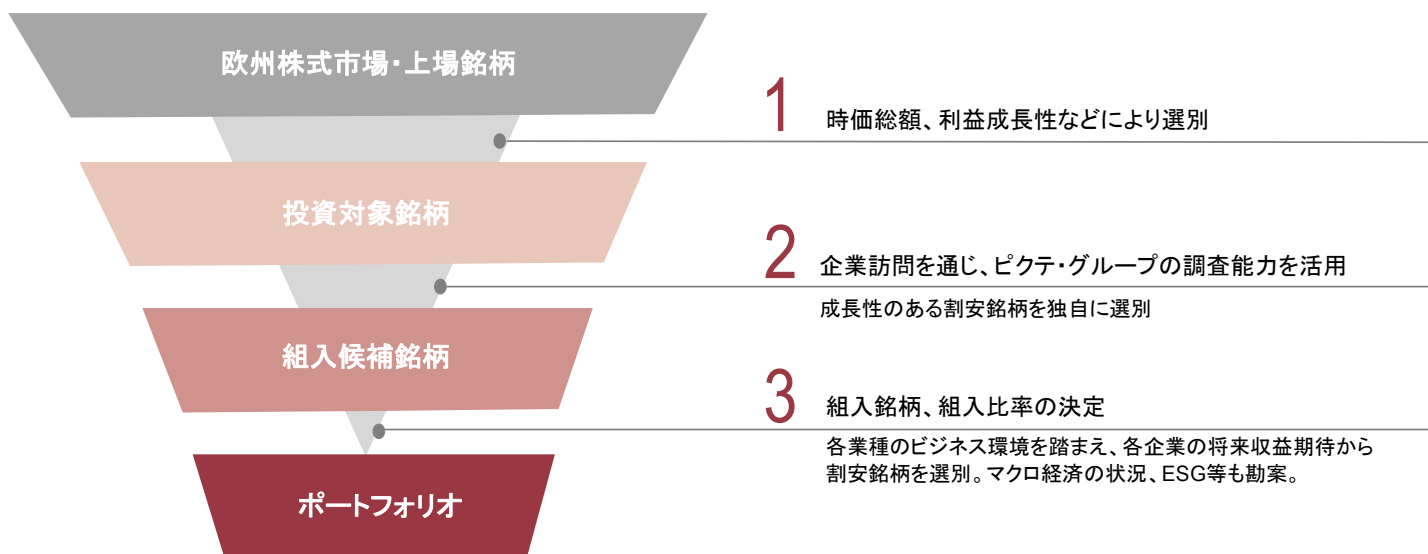 欧州株式市場・上場銘柄
1
時価総額、利益成長性などにより選別
投資対象銘柄
2
企業訪問を通じ、ピクテ・グループの調査能力を活用
成長性のある割安銘柄を独自に選別
組入候補銘柄
3
組入銘柄、組入比率の決定
各業種のビジネス環境を踏まえ、各企業の将来収益期待から
割安銘柄を選別。マクロ経済の状況、ESG等も勘案。
ポートフォリオ